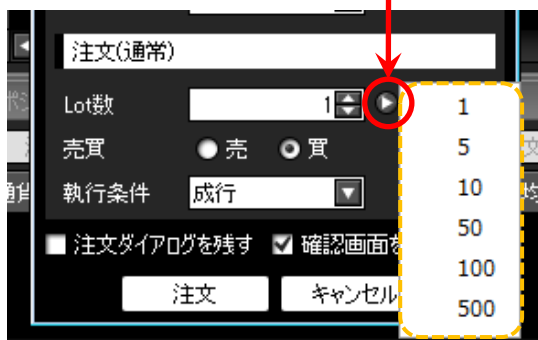 注文(通常)
Lot数 1
売買 売 買
執行条件 成行
注文ダイアログを残す 確認画面を
注文 キャンセル
1
5
10
50
100
500